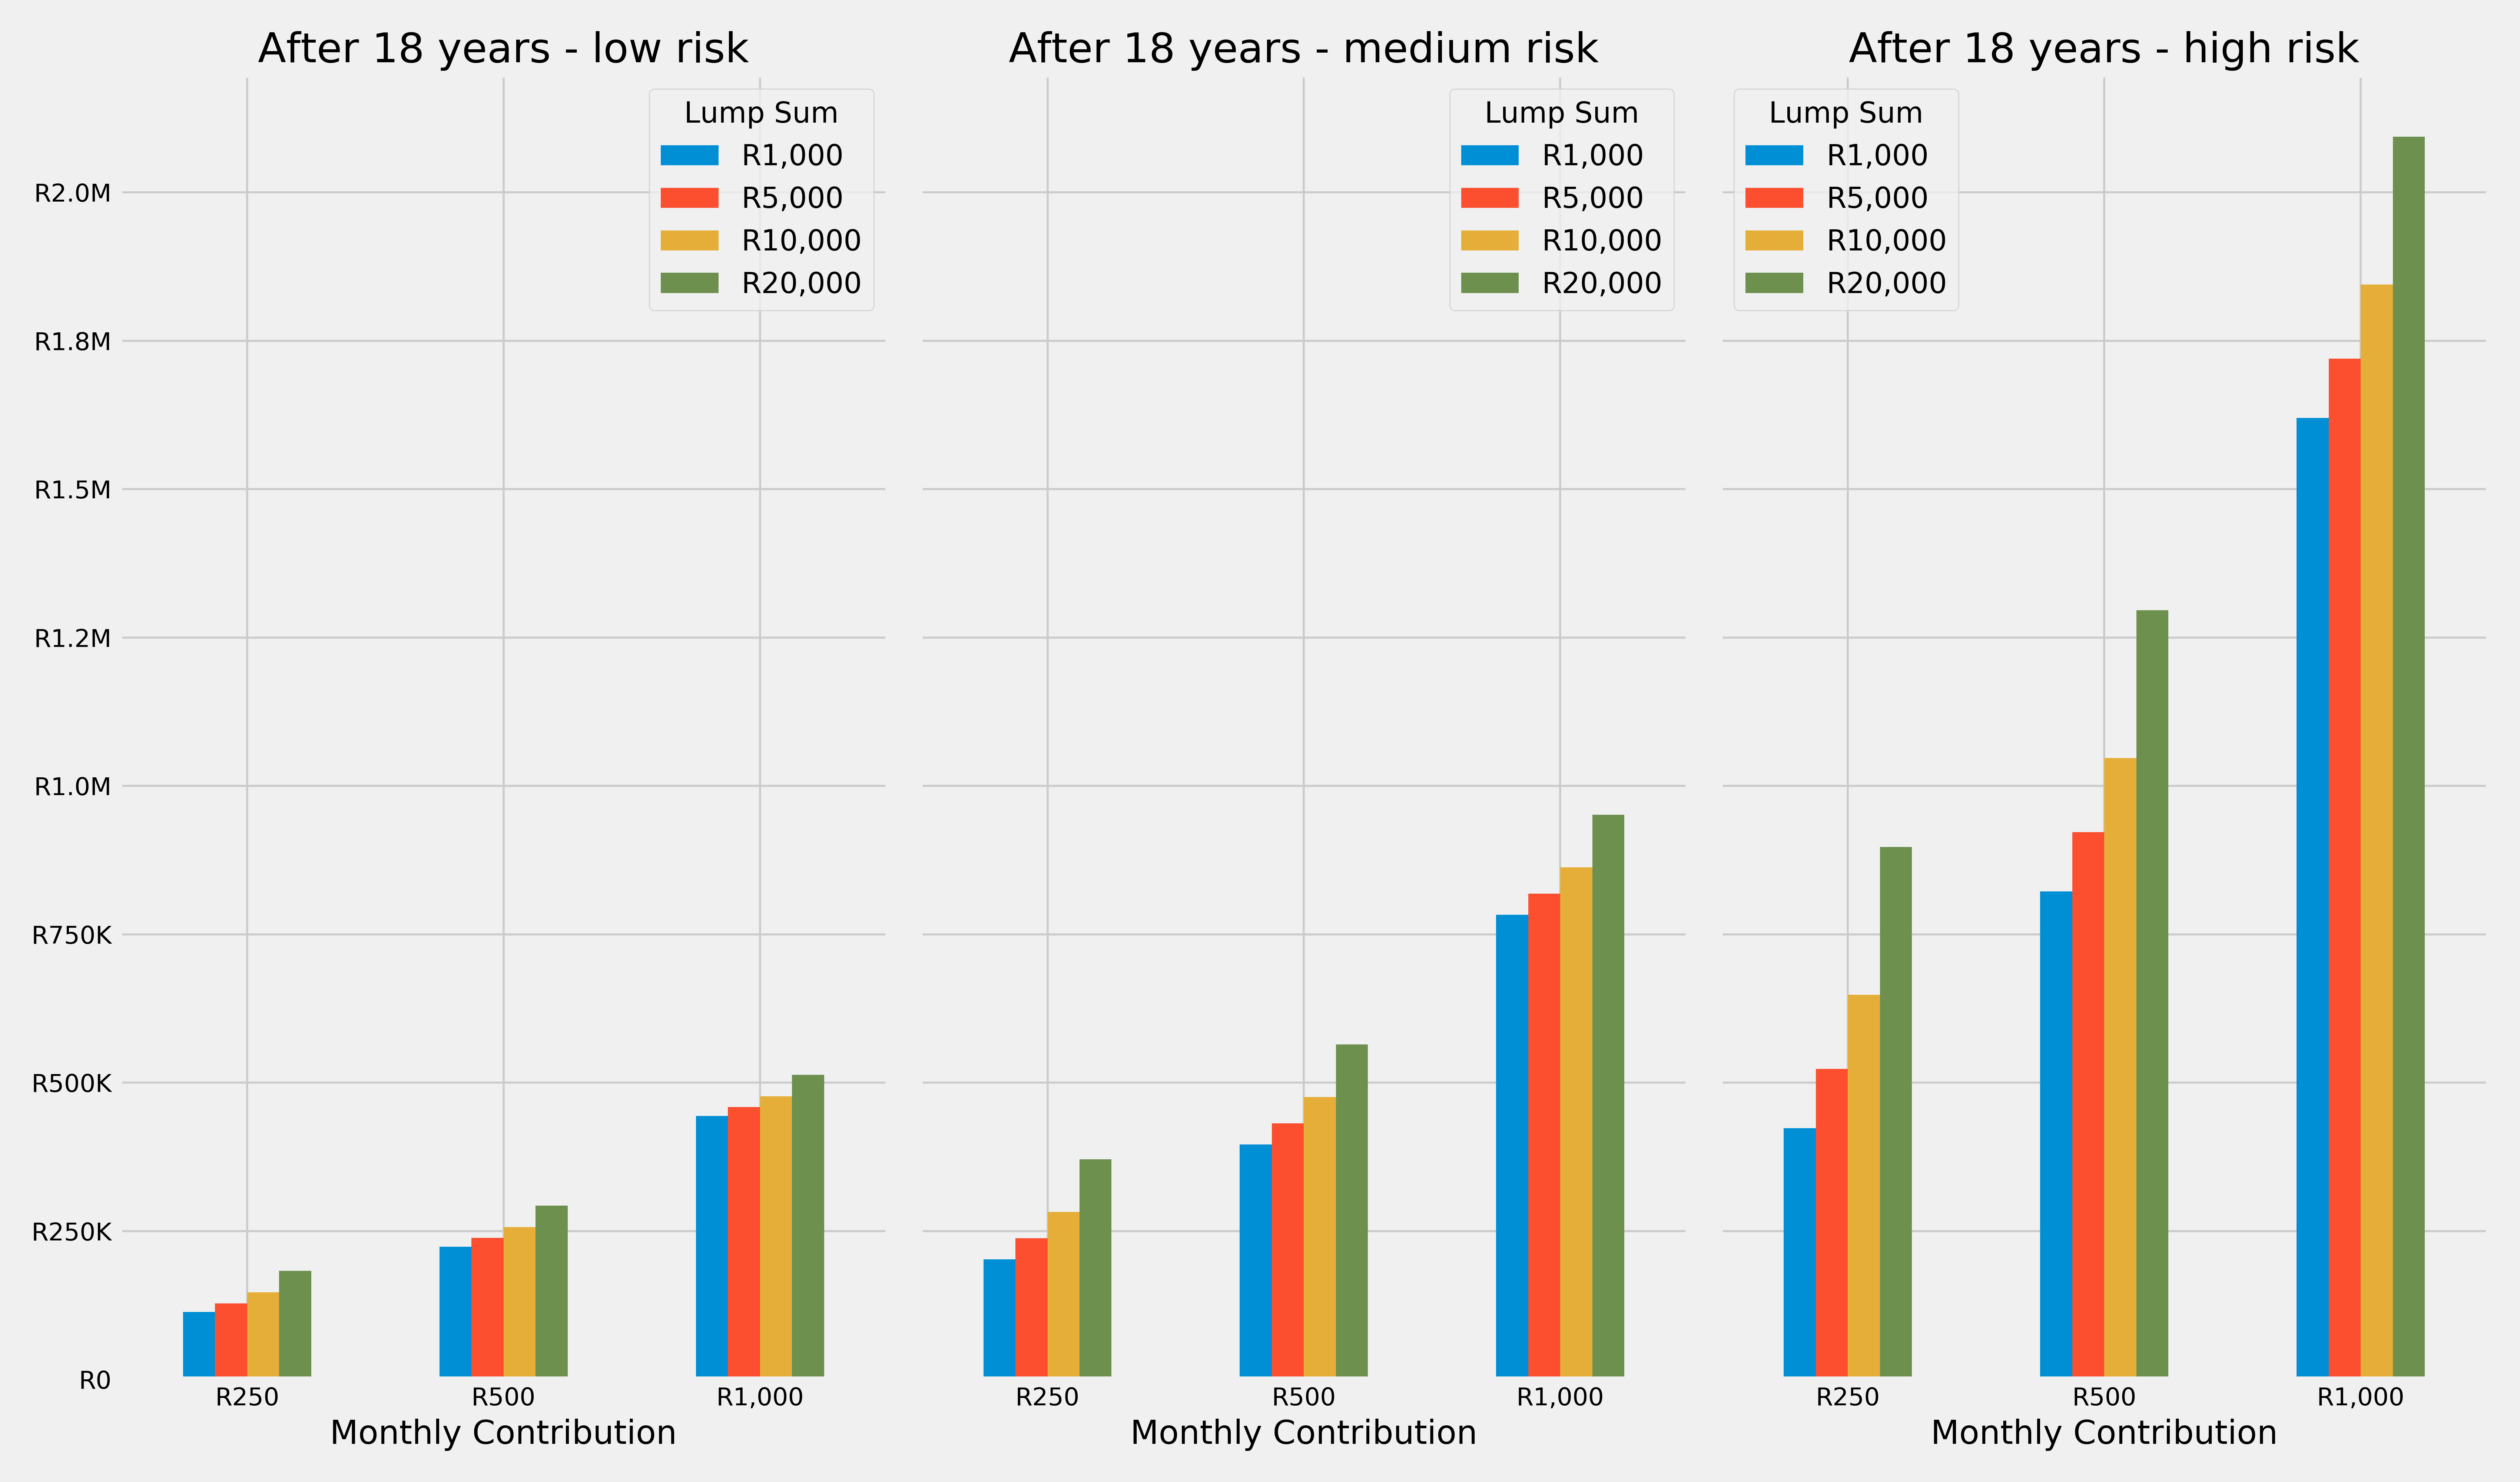 After 18 years - low risk
Lump Sum
R1,000
R5,000
R10,000
R20,000
R2.0M
R1.8M
R1.5M
R1.2M
R1.0M
R750K
R500K
R250K
R0
R250
R500
R1,000
Monthly Contribution
After 18 years - medium risk
Lump Sum
R1,000
R5,000
R10,000
R20,000
R250
R500
R1,000
Monthly Contribution
After 18 years - high risk
Lump Sum
R1,000
R5,000
R10,000
R20,000
R250
R500
R1,000
Monthly Contribution